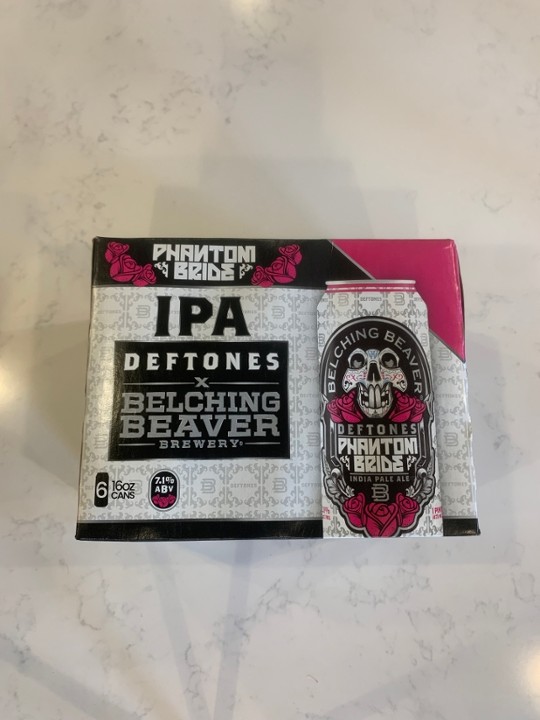 PHANTOM
BRIDE
IPA
DEFTONES
X
BELCHING
BEAVER
BREWERY®
6 16oz
CANS
7.1%
ABV
DEFTONES
BELCHING BEAVER
DEFTONES
PHANTOM
BRIDE
INDIA PALE ALE
B